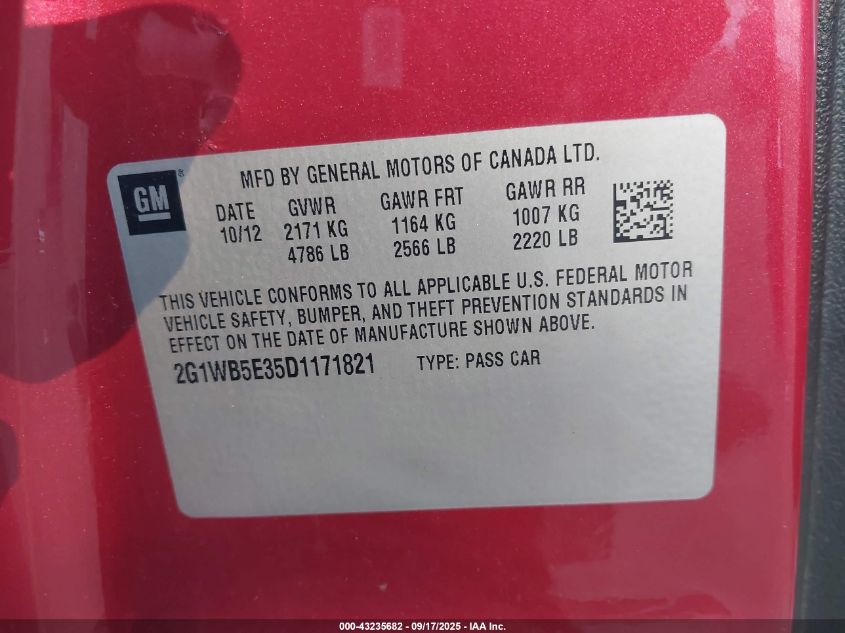 MFD BY GENERAL MOTORS OF CANADA LTD.
GM®
DATE GVWR GAWR FRT GAWR RR
10/12 2171 KG 1164 KG 1007 KG
4786 LB 2566 LB 2220 LB
THIS VEHICLE CONFORMS TO ALL APPLICABLE U.S. FEDERAL MOTOR
VEHICLE SAFETY, BUMPER, AND THEFT PREVENTION STANDARDS IN
EFFECT ON THE DATE OF MANUFACTURE SHOWN ABOVE.
2G1WB5E35D1171821 TYPE: PASS CAR
000-43235682 - 09/17/2025 - IAA Inc.